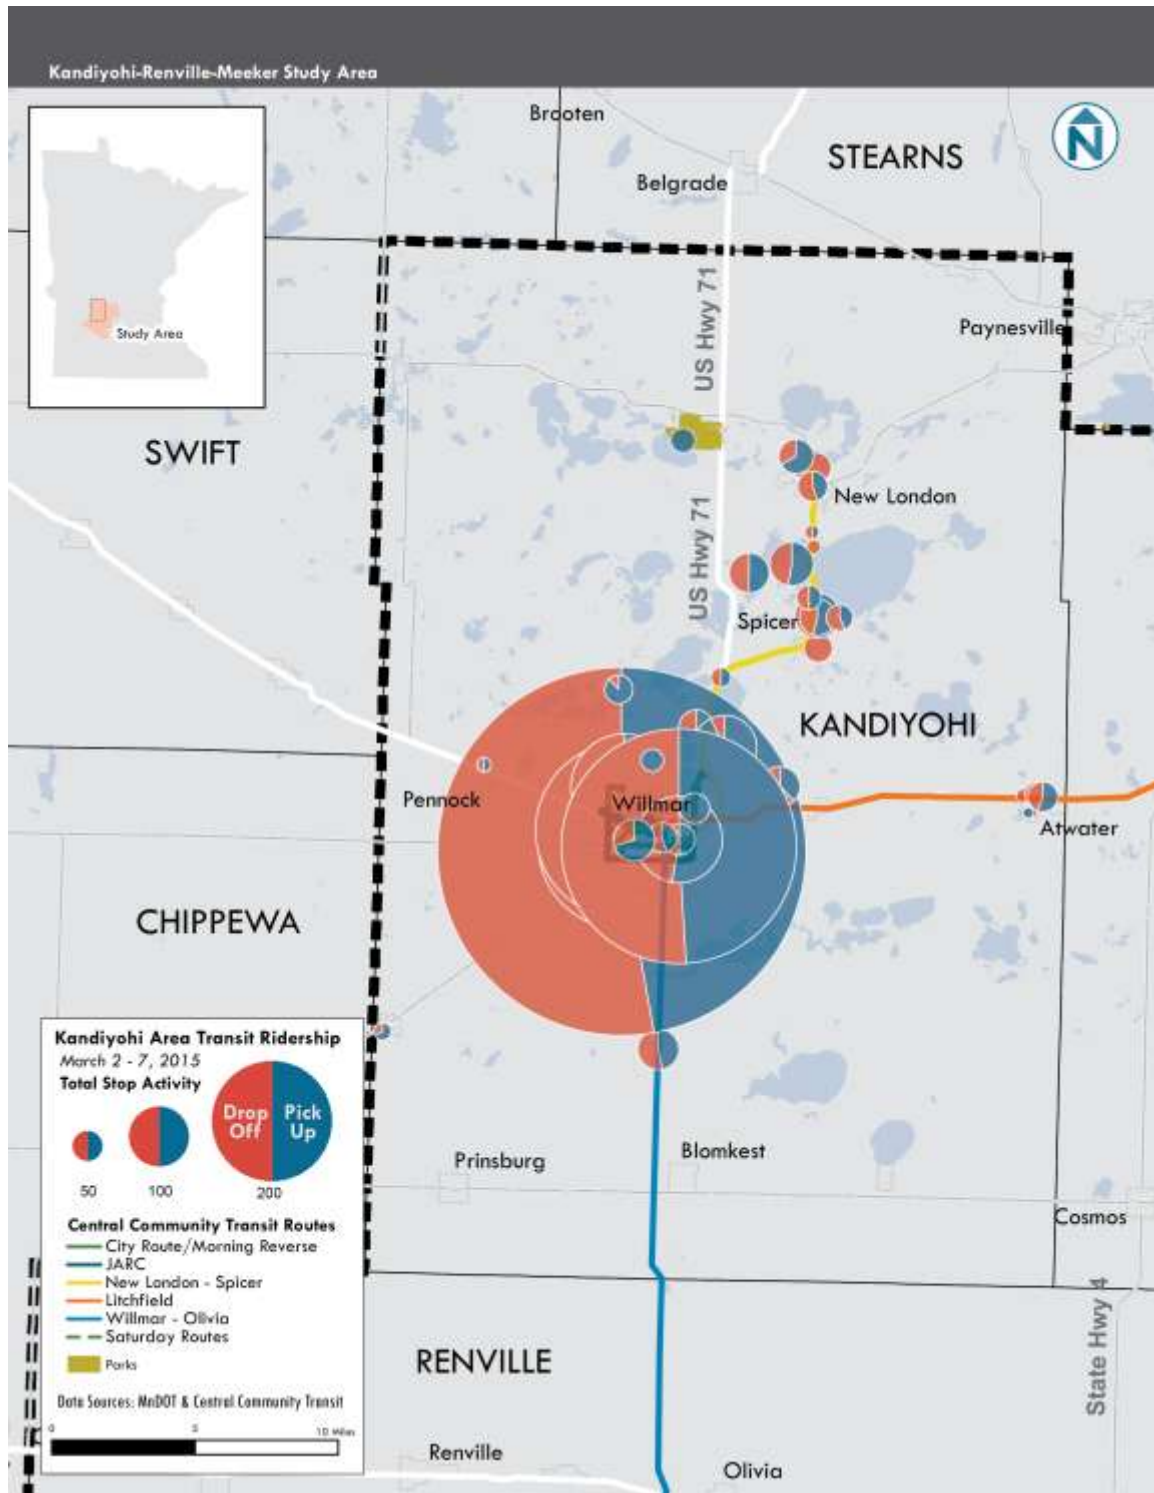 Kandiyohi-Renville-Meeker Study Area
Brooten
STEARNS
N
Belgrade
Study Area
US Hwy 71
Paynesville
SWIFT
New London
US Hwy 71
Spicer
KANDIYOHI
Pennock
Willmar
Atwater
CHIPPEWA
Kandiyohi Area Transit Ridership
March 2 - 7, 2015
Total Stop Activity
Drop Off
Pick Up
50
100
200
Prinsburg
Blomkest
Cosmos
Central Community Transit Routes
City Route/Morning Reverse
JARC
New London - Spicer
Litchfield
Willmar - Olivia
Saturday Routes
Parks
RENVILLE
State Hwy 4
Data Sources: MnDOT & Central Community Transit
0 5 10 Miles
Renville
Olivia